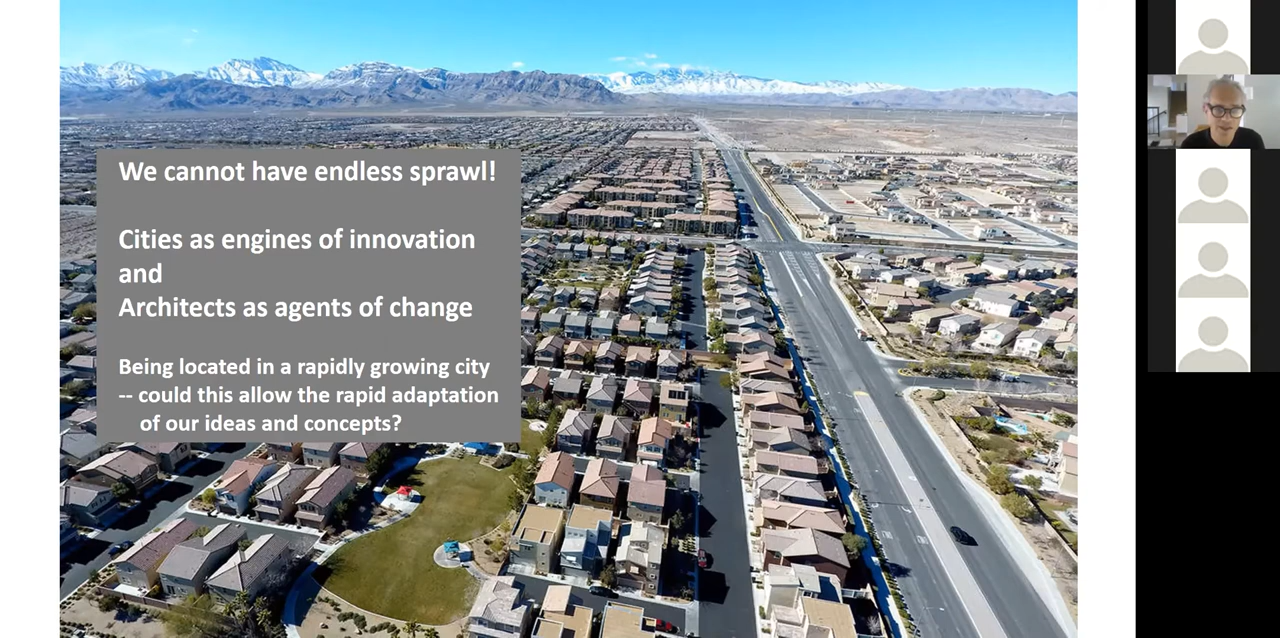 We cannot have endless sprawl!
Cities as engines of innovation
and
Architects as agents of change
Being located in a rapidly growing city
-- could this allow the rapid adaptation
of our ideas and concepts?